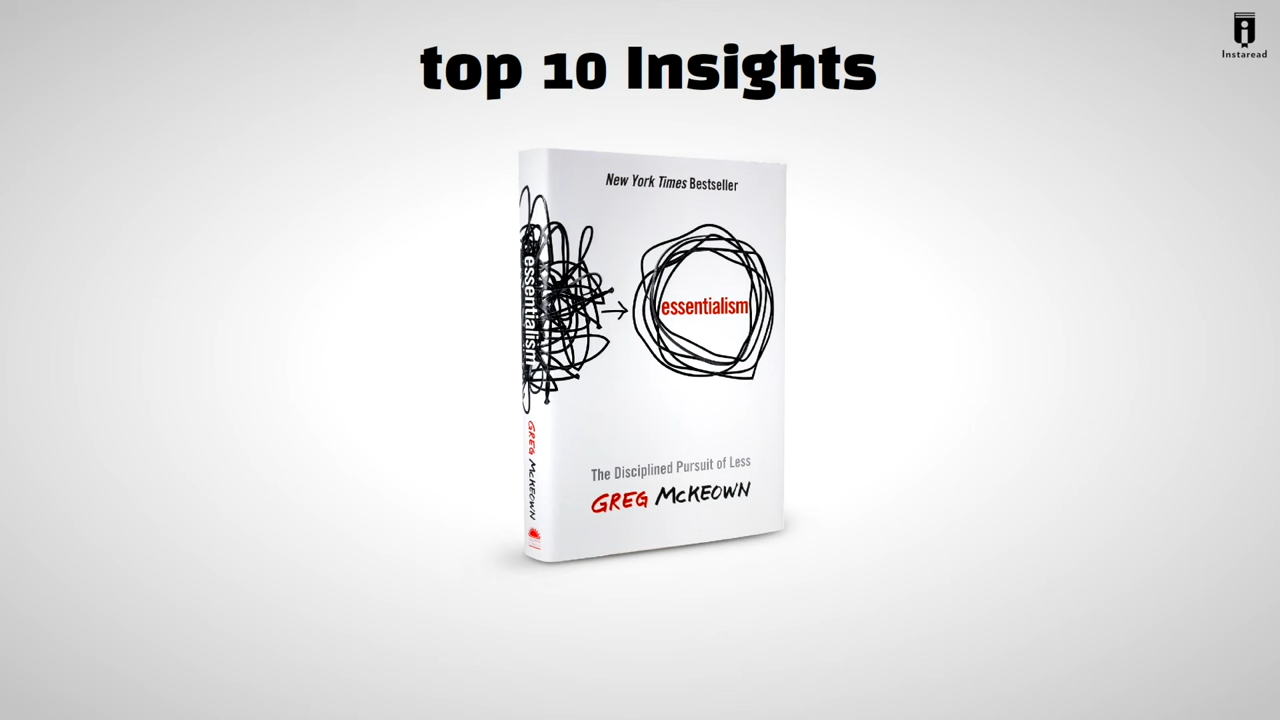 top 10 Insights
Instaread
New York Times Bestseller
essentialism
essentialism
The Disciplined Pursuit of Less
GREG McKEOWN
GREG McKEOWN